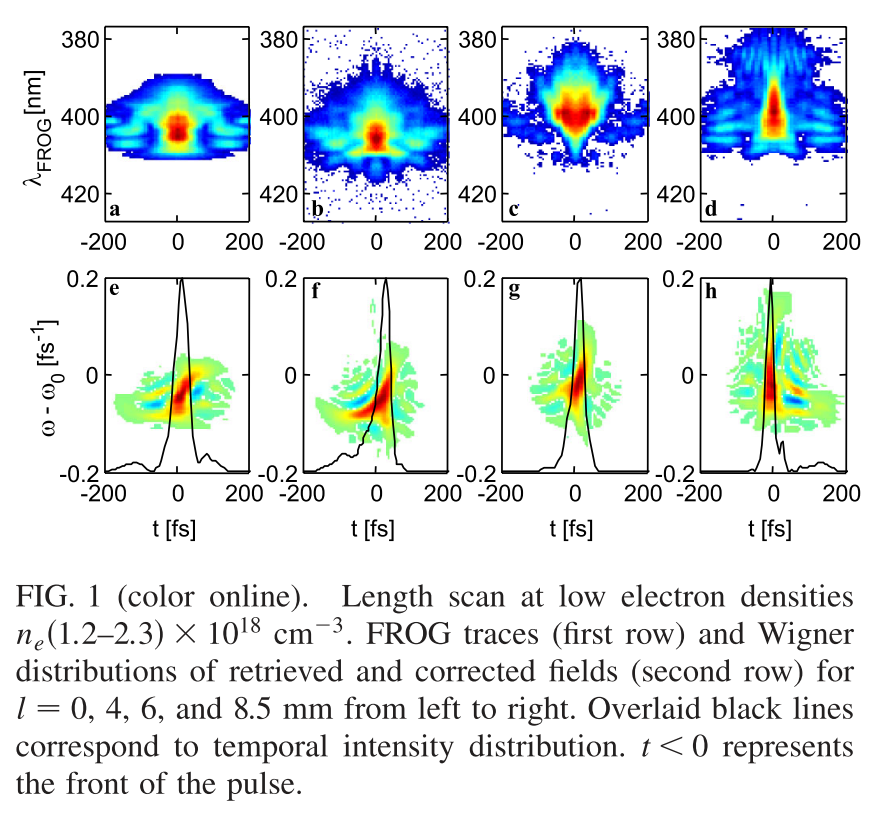 380 380 380 380
400 400 400 400
420 420 420 420
λFROG [nm]
a b c d
-200 0 200 -200 0 200 -200 0 200 -200 0 200
0.2 0.2 0.2 0.2
e f g h
ω - ω0 [fs-1]
0 0 0 0
-0.2 -0.2 -0.2 -0.2
-200 0 200 -200 0 200 -200 0 200 -200 0 200
t [fs] t [fs] t [fs] t [fs]
FIG. 1 (color online). Length scan at low electron densities
ne(1.2–2.3) × 10^18 cm^−3. FROG traces (first row) and Wigner
distributions of retrieved and corrected fields (second row) for
l = 0, 4, 6, and 8.5 mm from left to right. Overlaid black lines
correspond to temporal intensity distribution. t < 0 represents
the front of the pulse.